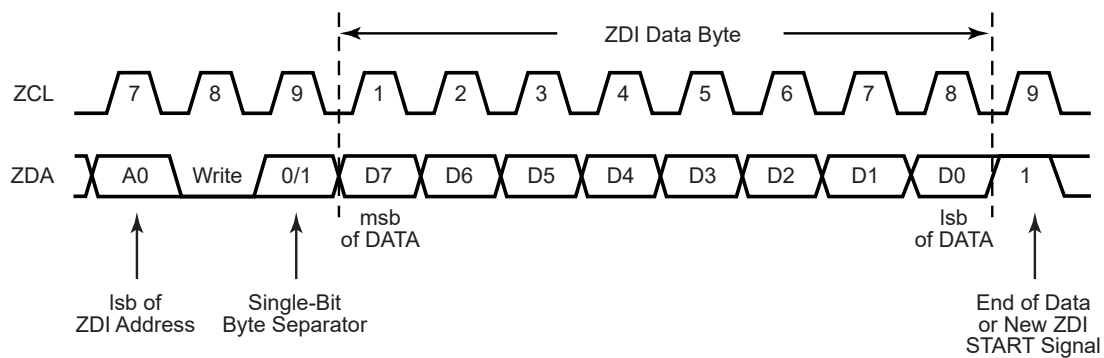 ZDI Data Byte
ZCL 7 8 9 1 2 3 4 5 6 7 8 9
ZDA A0 Write 0/1 D7 D6 D5 D4 D3 D2 D1 D0 1
msb
of DATA
lsb
of DATA
lsb of
ZDI Address
Single-Bit
Byte Separator
End of Data
or New ZDI
START Signal